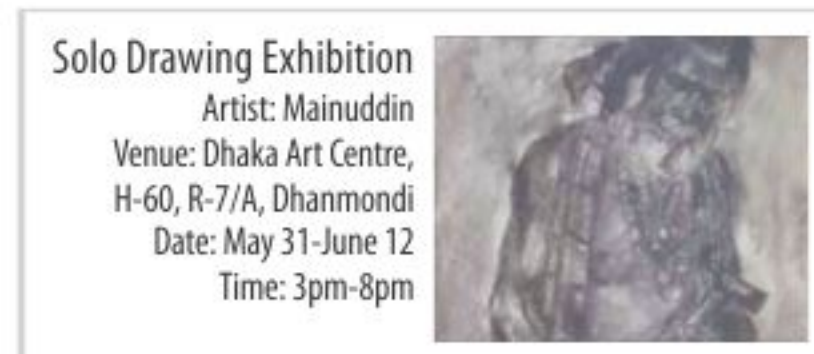 Solo Drawing Exhibition
Artist: Mainuddin
Venue: Dhaka Art Centre,
H-60, R-7/A, Dhanmondi
Date: May 31-June 12
Time: 3pm-8pm